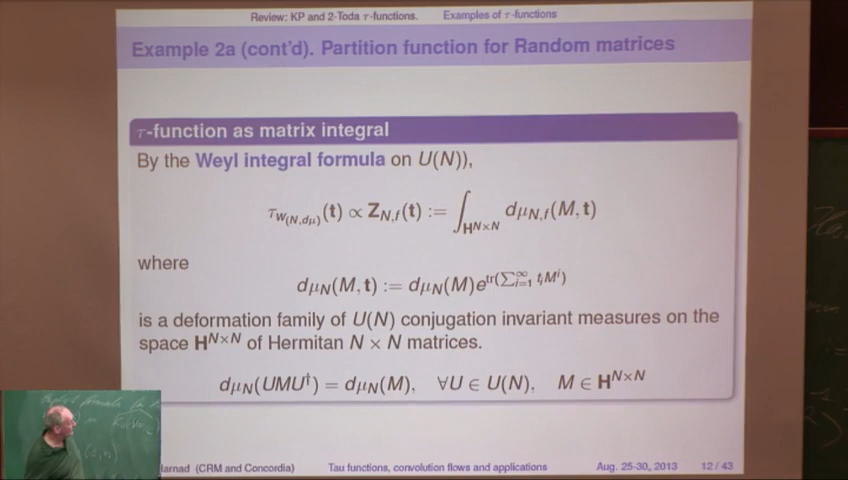 Review: KP and 2-Toda τ-functions. Examples of τ-functions
Example 2a (cont'd). Partition function for Random matrices
τ-function as matrix integral
By the Weyl integral formula on U(N)),
τ_{W_{(N,dμ)}}(t) ∝ Z_{N,f}(t) := ∫_{H^{N×N}} dμ_{N,f}(M, t)
where
dμ_N(M, t) := dμ_N(M)e^{tr(∑_{i=1}^∞ t_i M^i)}
is a deformation family of U(N) conjugation invariant measures on the
space H^{N×N} of Hermitan N × N matrices.
dμ_N(UMU†) = dμ_N(M), ∀U ∈ U(N), M ∈ H^{N×N}
(CRM and Concordia) Tau functions, convolution flows and applications Aug. 25-30, 2013 12 / 43